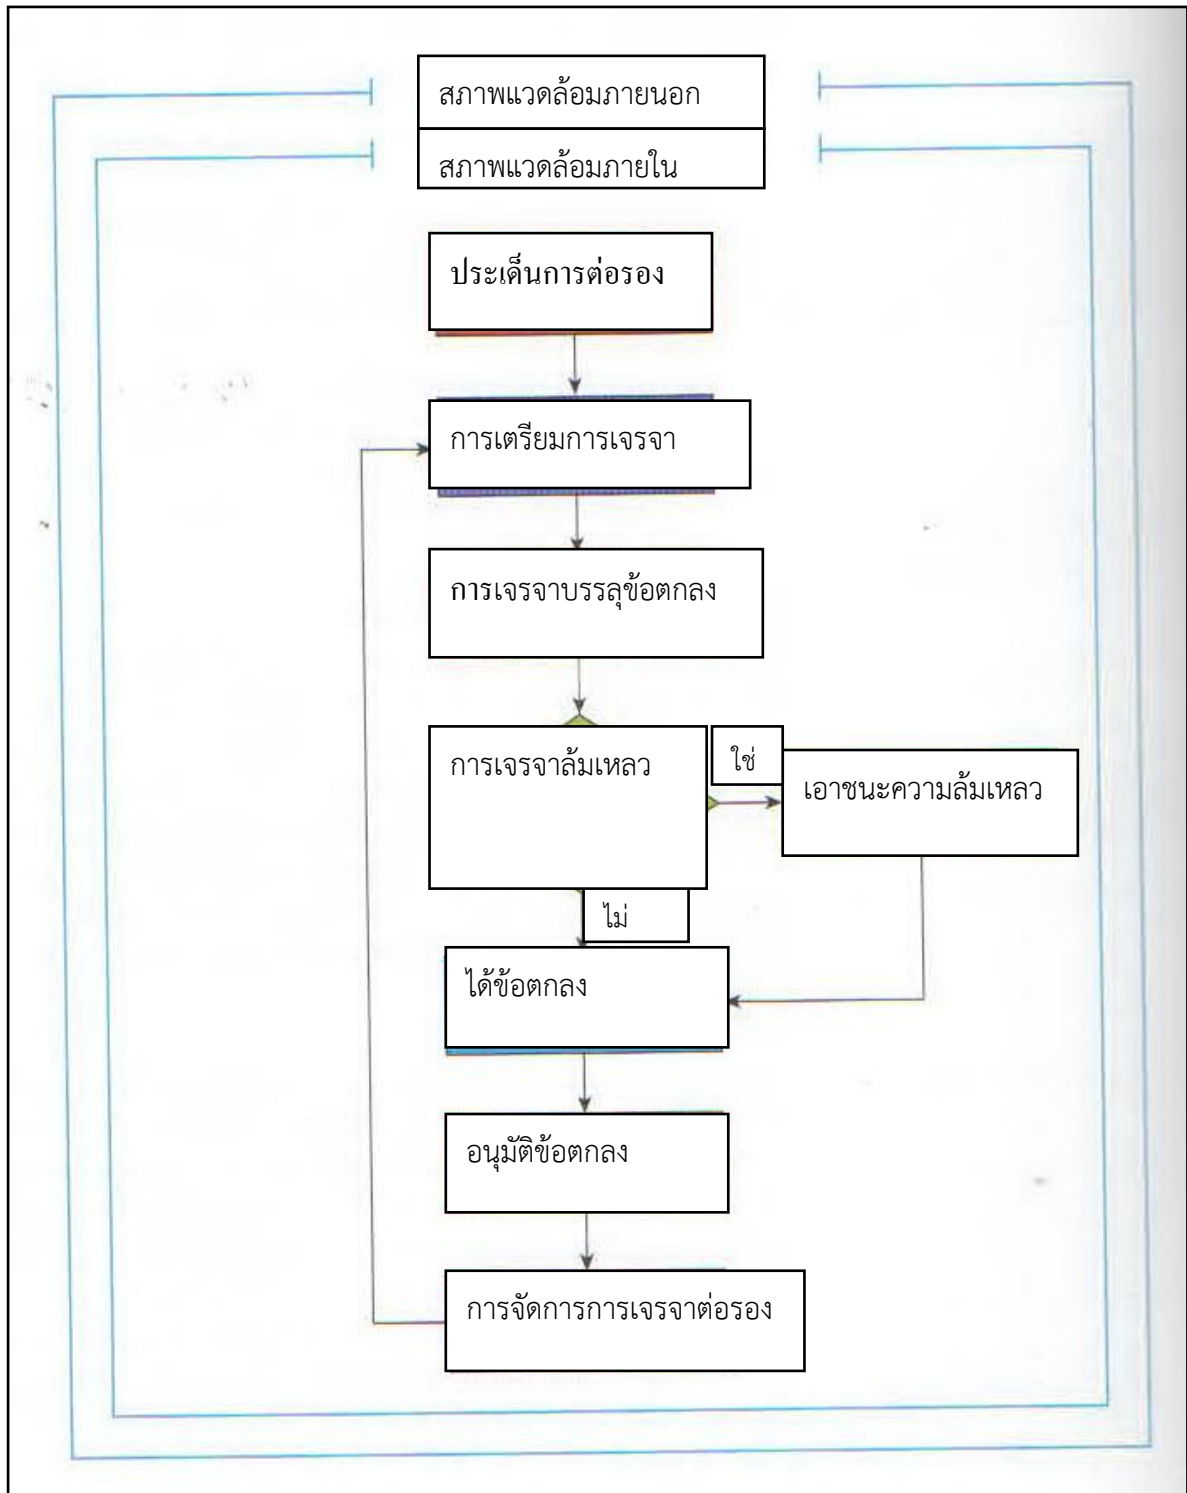 สภาพแวดล้อมภายนอก
สภาพแวดล้อมภายใน
ประเด็นการต่อรอง
การเตรียมการเจรจา
การเจรจาบรรลุข้อตกลง
การเจรจาล้มเหลว
ใช่
เอาชนะความล้มเหลว
ไม่
ได้ข้อตกลง
อนุมัติข้อตกลง
การจัดการการเจรจาต่อรอง